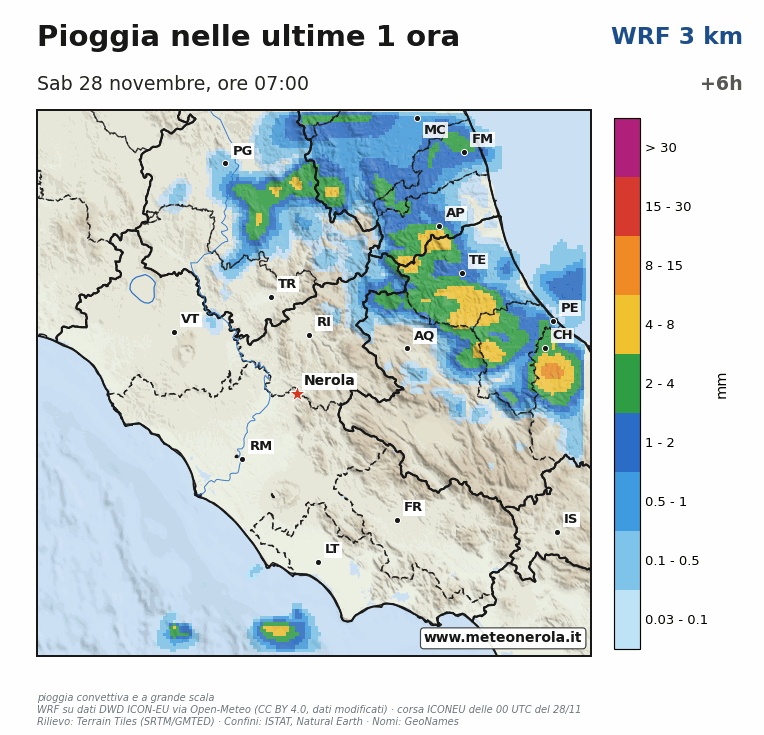 Pioggia nelle ultime 1 ora
WRF 3 km
Sab 28 novembre, ore 07:00
+6h
MC
FM
PG
AP
TE
TR
PE
VT
RI
AQ
CH
Nerola
RM
FR
IS
LT
www.meteonerola.it
> 30
15 - 30
8 - 15
4 - 8
2 - 4
1 - 2
0.5 - 1
0.1 - 0.5
0.03 - 0.1
mm
pioggia convettiva e a grande scala
WRF su dati DWD ICON-EU via Open-Meteo (CC BY 4.0, dati modificati) · corsa ICONEU delle 00 UTC del 28/11
Rilievo: Terrain Tiles (SRTM/GMTED) · Confini: ISTAT, Natural Earth · Nomi: GeoNames